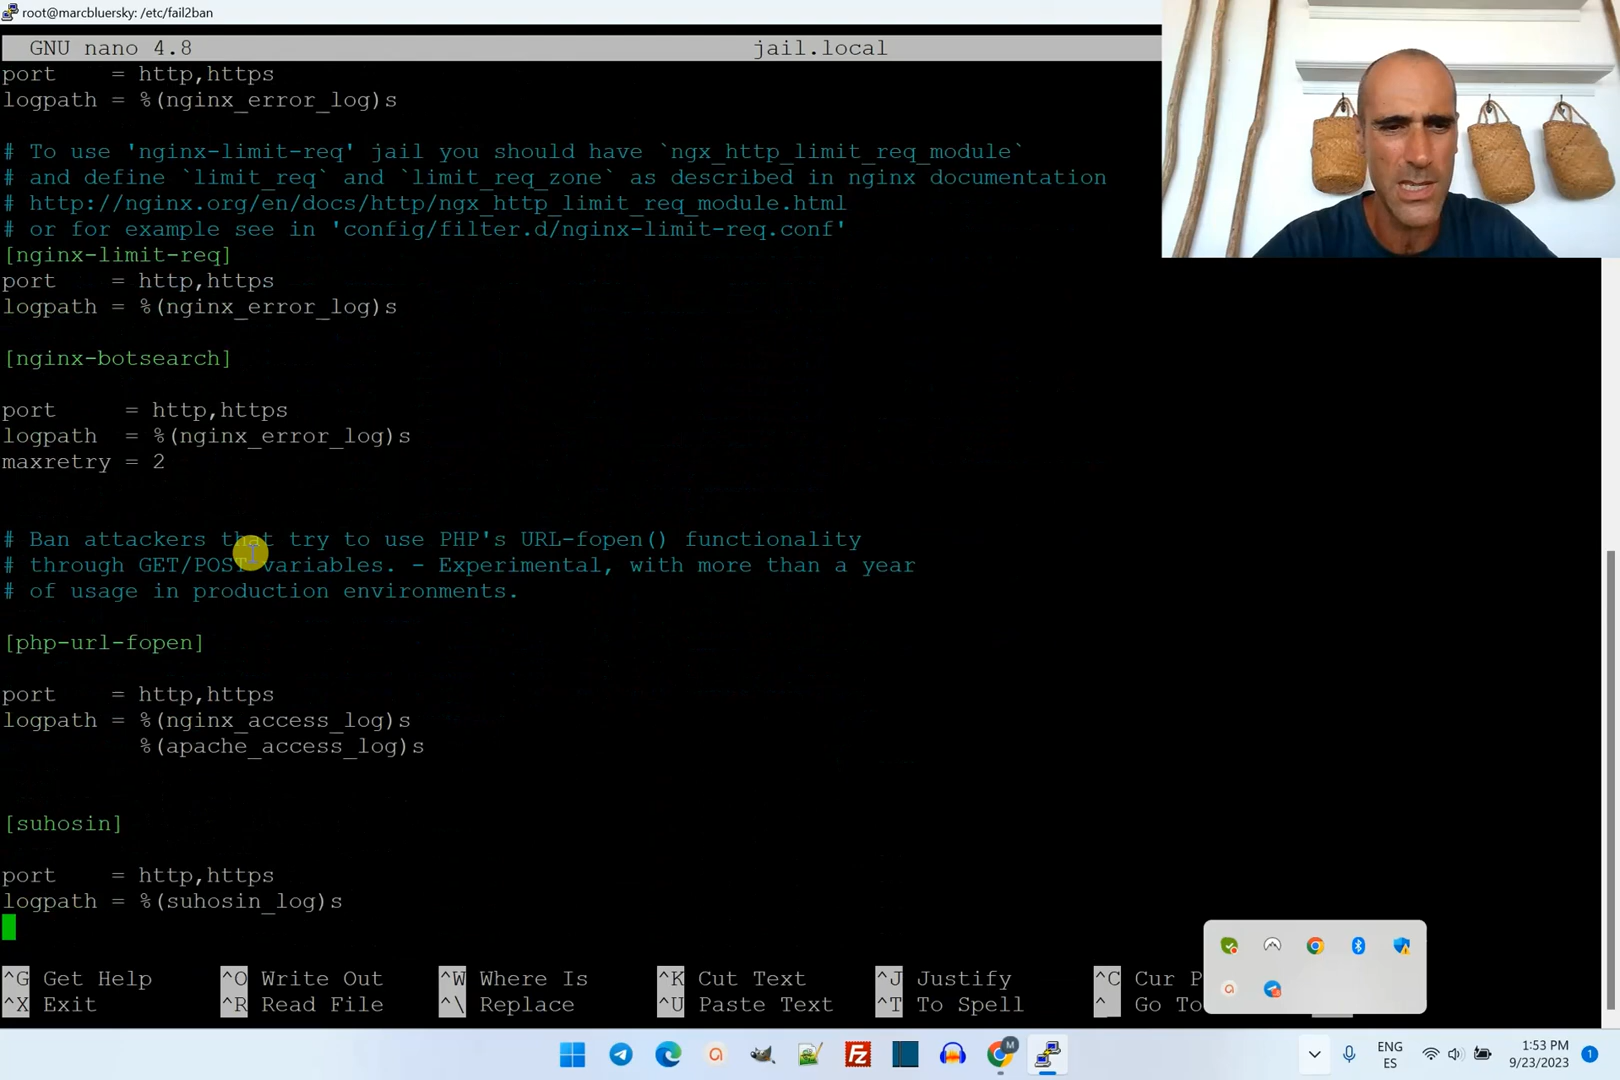 root@marcbluersky: /etc/fail2ban
GNU nano 4.8 jail.local
port = http,https
logpath = %(nginx_error_log)s
# To use 'nginx-limit-req' jail you should have `ngx_http_limit_req_module`
# and define `limit_req` and `limit_req_zone` as described in nginx documentation
# http://nginx.org/en/docs/http/ngx_http_limit_req_module.html
# or for example see in 'config/filter.d/nginx-limit-req.conf'
[nginx-limit-req]
port = http,https
logpath = %(nginx_error_log)s
[nginx-botsearch]
port = http,https
logpath = %(nginx_error_log)s
maxretry = 2
# Ban attackers that try to use PHP's URL-fopen() functionality
# through GET/POST variables. - Experimental, with more than a year
# of usage in production environments.
[php-url-fopen]
port = http,https
logpath = %(nginx_access_log)s
%(apache_access_log)s
[suhosin]
port = http,https
logpath = %(suhosin_log)s
^G Get Help ^O Write Out ^W Where Is ^K Cut Text ^J Justify ^C Cur P
^X Exit ^R Read File ^\ Replace ^U Paste Text ^T To Spell ^_ Go To
ENG
ES
1:53 PM
9/23/2023
1